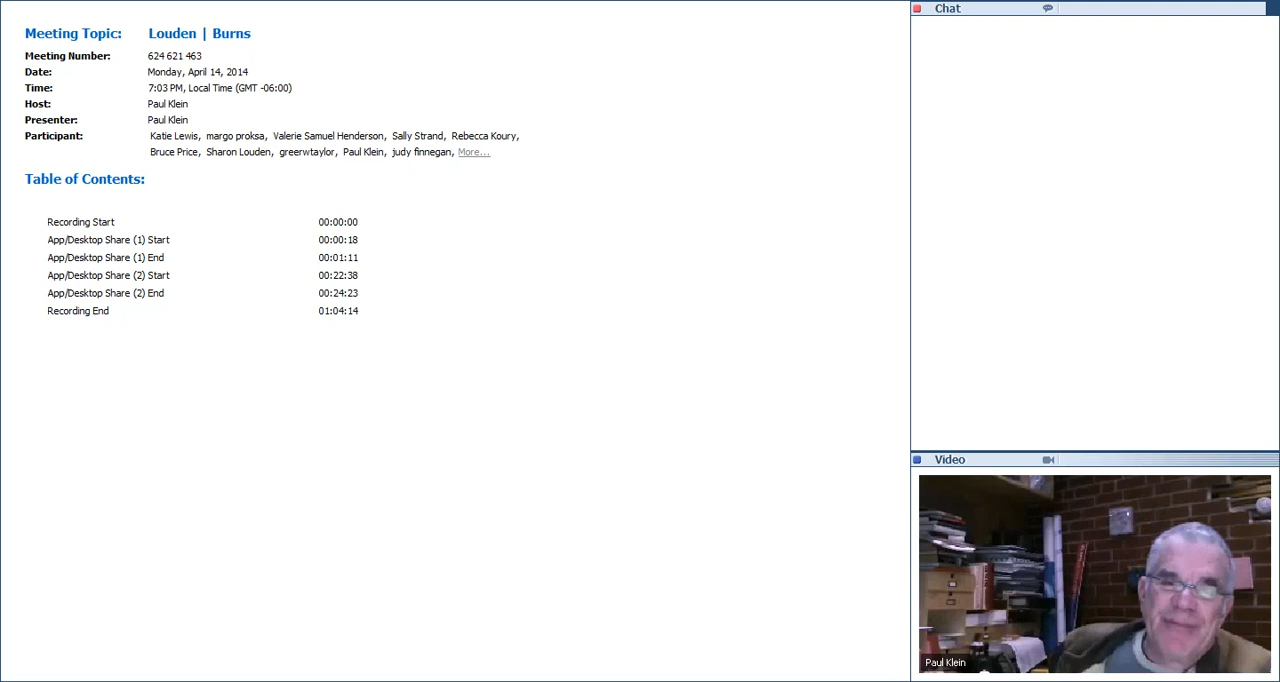 Meeting Topic: Louden | Burns
Meeting Number: 624 621 463
Date: Monday, April 14, 2014
Time: 7:03 PM, Local Time (GMT -06:00)
Host: Paul Klein
Presenter: Paul Klein
Participant: Katie Lewis, margo proksa, Valerie Samuel Henderson, Sally Strand, Rebecca Koury,
Bruce Price, Sharon Louden, greerwtaylor, Paul Klein, judy finnegan, More...
Table of Contents:
Recording Start 00:00:00
App/Desktop Share (1) Start 00:00:18
App/Desktop Share (1) End 00:01:11
App/Desktop Share (2) Start 00:22:38
App/Desktop Share (2) End 00:24:23
Recording End 01:04:14
Chat
Video
Paul Klein